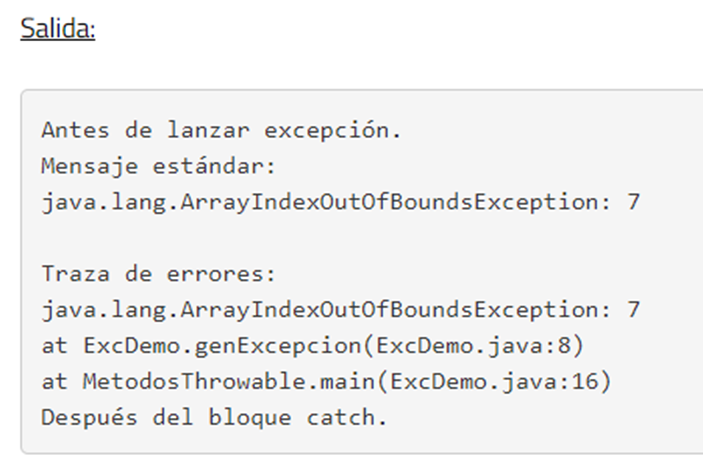 Salida:
Antes de lanzar excepción.
Mensaje estándar:
java.lang.ArrayIndexOutOfBoundsException: 7
Traza de errores:
java.lang.ArrayIndexOutOfBoundsException: 7
at ExcDemo.genExcepcion(ExcDemo.java:8)
at MetodosThrowable.main(ExcDemo.java:16)
Después del bloque catch.